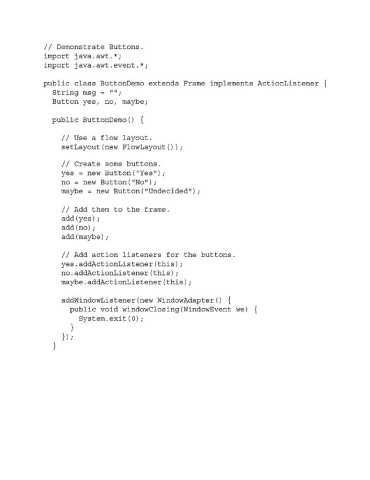 // Demonstrate Buttons.
import java.awt.*;
import java.awt.event.*;

public class ButtonDemo extends Frame implements ActionListener {
  String msg = "";
  Button yes, no, maybe;

  public ButtonDemo() {

    // Use a flow layout.
    setLayout(new FlowLayout());

    // Create some buttons.
    yes = new Button("Yes");
    no = new Button("No");
    maybe = new Button("Undecided");

    // Add them to the frame.
    add(yes);
    add(no);
    add(maybe);

    // Add action listeners for the buttons.
    yes.addActionListener(this);
    no.addActionListener(this);
    maybe.addActionListener(this);

    addWindowListener(new WindowAdapter() {
      public void windowClosing(WindowEvent we) {
        System.exit(0);
      }
    });
  }